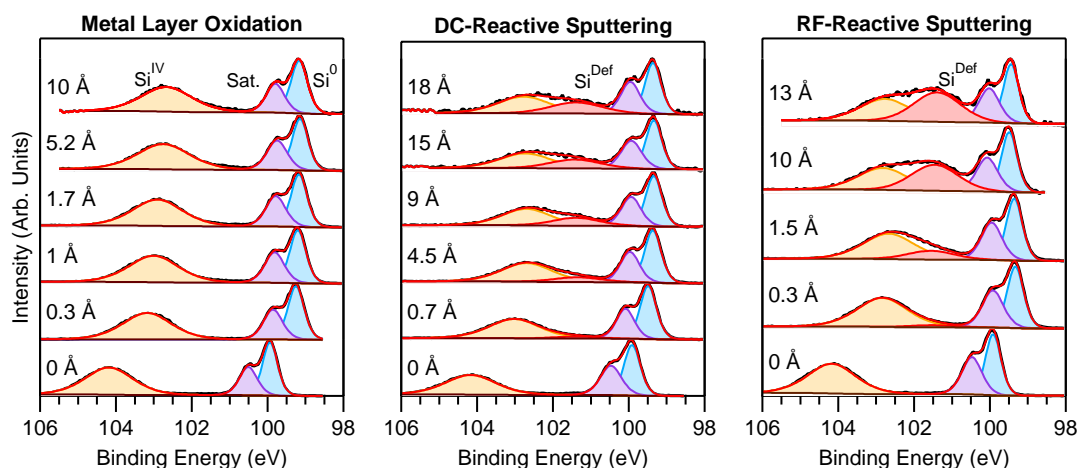 Metal Layer Oxidation
DC-Reactive Sputtering
RF-Reactive Sputtering
Intensity (Arb. Units)
Si^IV
Sat.
Si^0
10 Å
5.2 Å
1.7 Å
1 Å
0.3 Å
0 Å
106 104 102 100 98
Binding Energy (eV)
Si^Def
18 Å
15 Å
9 Å
4.5 Å
0.7 Å
0 Å
106 104 102 100 98
Binding Energy (eV)
Si^Def
13 Å
10 Å
1.5 Å
0.3 Å
0 Å
106 104 102 100 98
Binding Energy (eV)